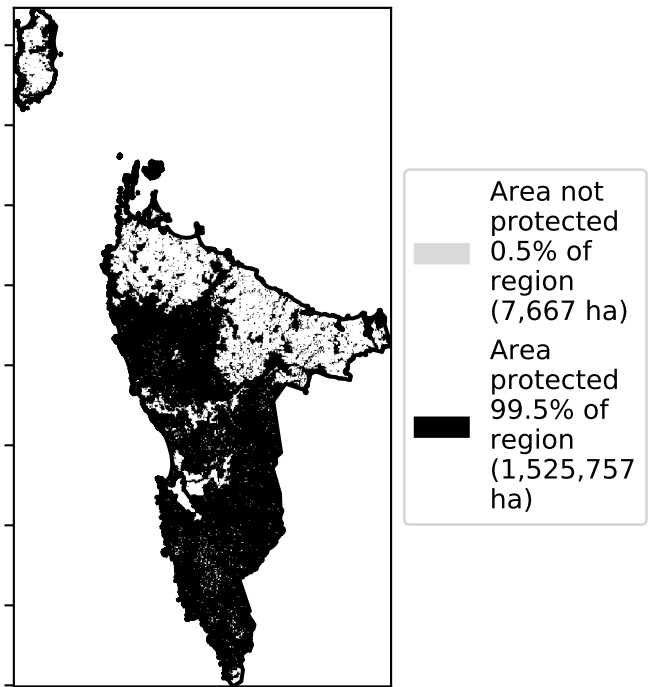 Area not
protected
0.5% of
region
(7,667 ha)
Area
protected
99.5% of
region
(1,525,757
ha)